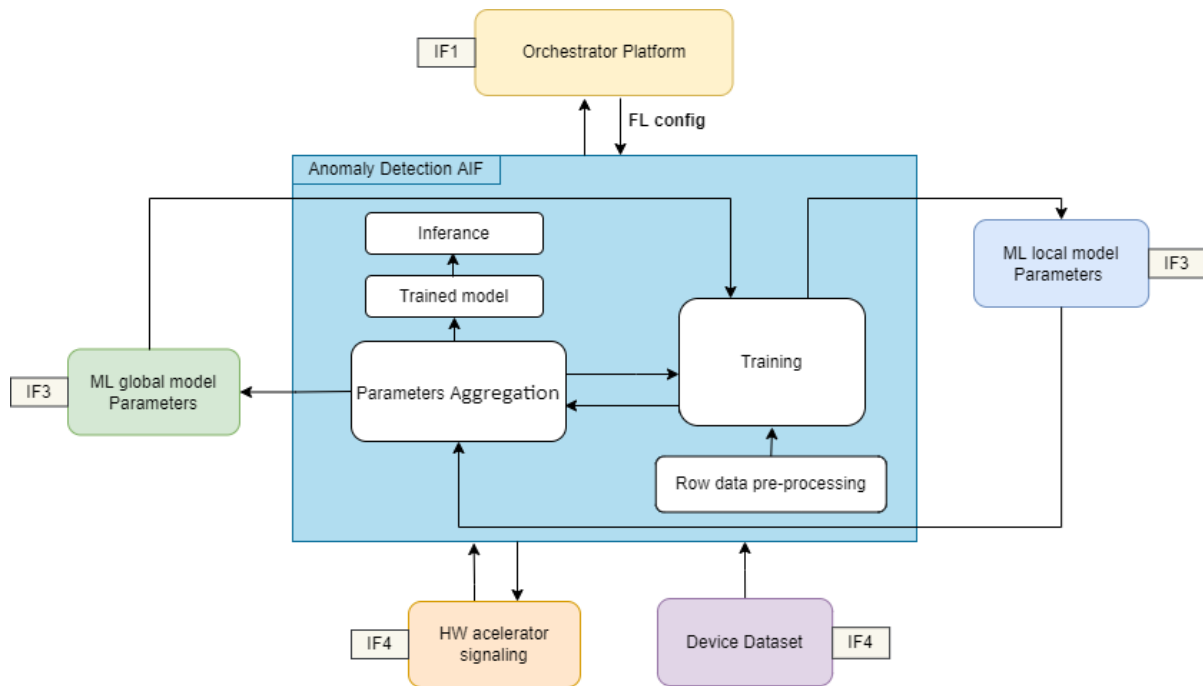 IF1
Orchestrator Platform
FL config
Anomaly Detection AIF
Inferance
Trained model
Parameters Aggregation
Training
Row data pre-processing
ML local model
Parameters
IF3
IF3
ML global model
Parameters
IF4
HW acelerator
signaling
Device Dataset
IF4